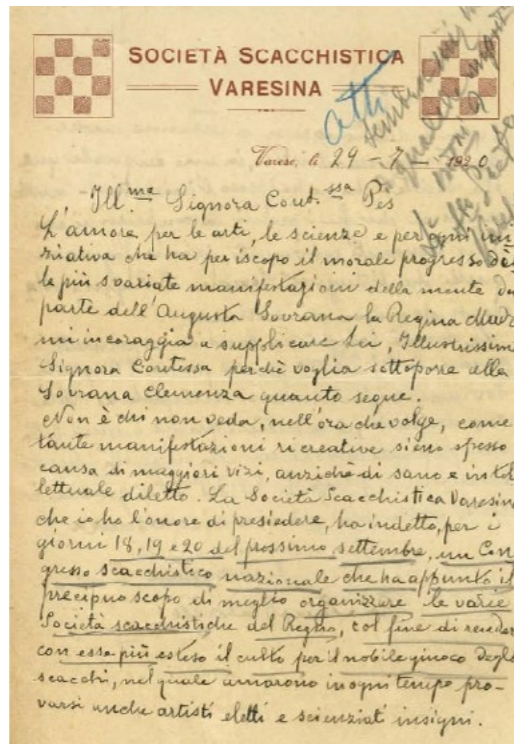 SOCIETÀ SCACCHISTICA
VARESINA
Varese, li 29 - 7 - 1920
Ill.ma Signora Cont.ssa Pes
L'amore per le arti, le scienze e per ogni ini
ziativa che ha per iscopo il morale progresso del
le più svariate manifestazioni della mente da
parte dell'Augusta Sovrana la Regina Madre
mi incoraggia a supplicare Lei, Illustrissima
Signora Contessa perchè voglia sottoporre alla
Sovrana clemenza quanto segue.
Non è chi non veda, nell'ora che volge, come
tante manifestazioni ricreative sieno spesso
causa di maggiori vizi, anzichè di sano e intel
lettuale diletto. La Società Scacchistica Varesina
che io ho l'onore di presiedere, ha indetto, per i
giorni 18, 19 e 20 del prossimo settembre, un Con
gresso scacchistico nazionale che ha appunto il
precipuo scopo di meglio organizzare le varie
Società scacchistiche del Regno, col fine di render
con esse più esteso il culto per il nobile giuoco degli
scacchi, nel quale amarono in ogni tempo pro-
varsi anche artisti eletti e scienziati insigni.